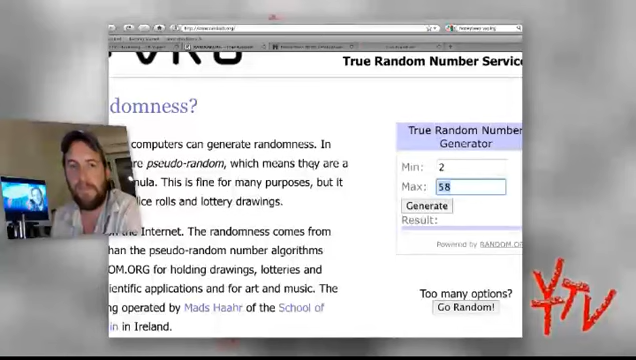 True Random Number Service
domness?
computers can generate randomness. In
re pseudo-random, which means they are a
ula. This is fine for many purposes, but it
ice rolls and lottery drawings.
the Internet. The randomness comes from
han the pseudo-random number algorithms
OM.ORG for holding drawings, lotteries and
ientific applications and for art and music. The
ng operated by Mads Haahr of the School of
in in Ireland.
True Random Number
Generator
Min: 2
Max: 58
Generate
Result:
Powered by RANDOM.OR
Too many options?
Go Random!
YTV